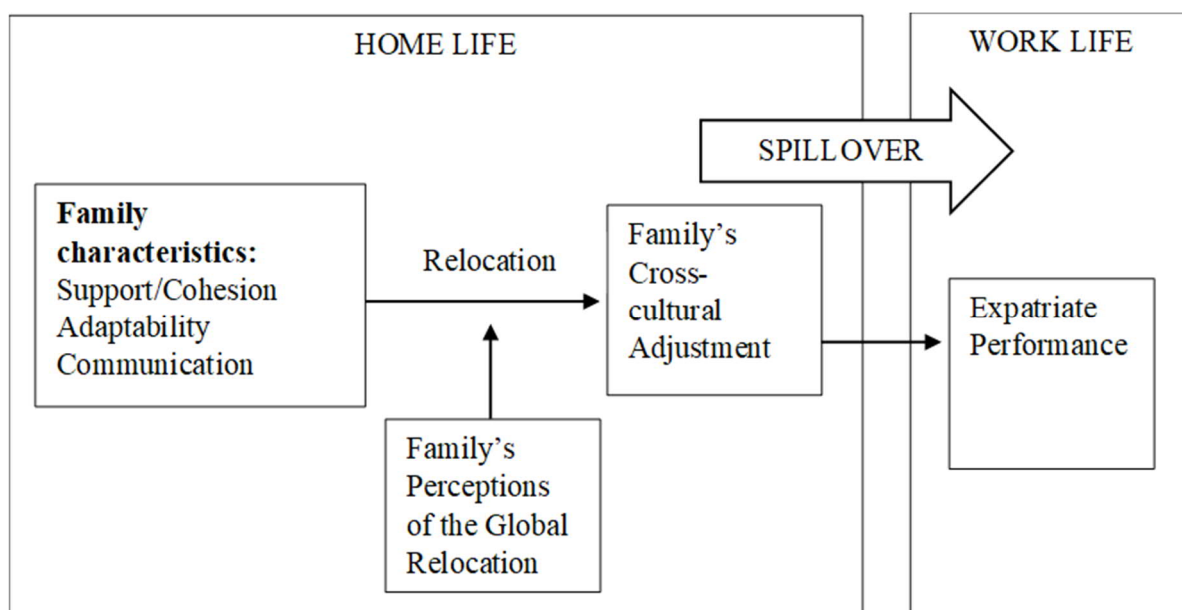 HOME LIFE
WORK LIFE
SPILLOVER
Family
characteristics:
Support/Cohesion
Adaptability
Communication
Relocation
Family’s
Cross-
cultural
Adjustment
Expatriate
Performance
Family’s
Perceptions
of the Global
Relocation